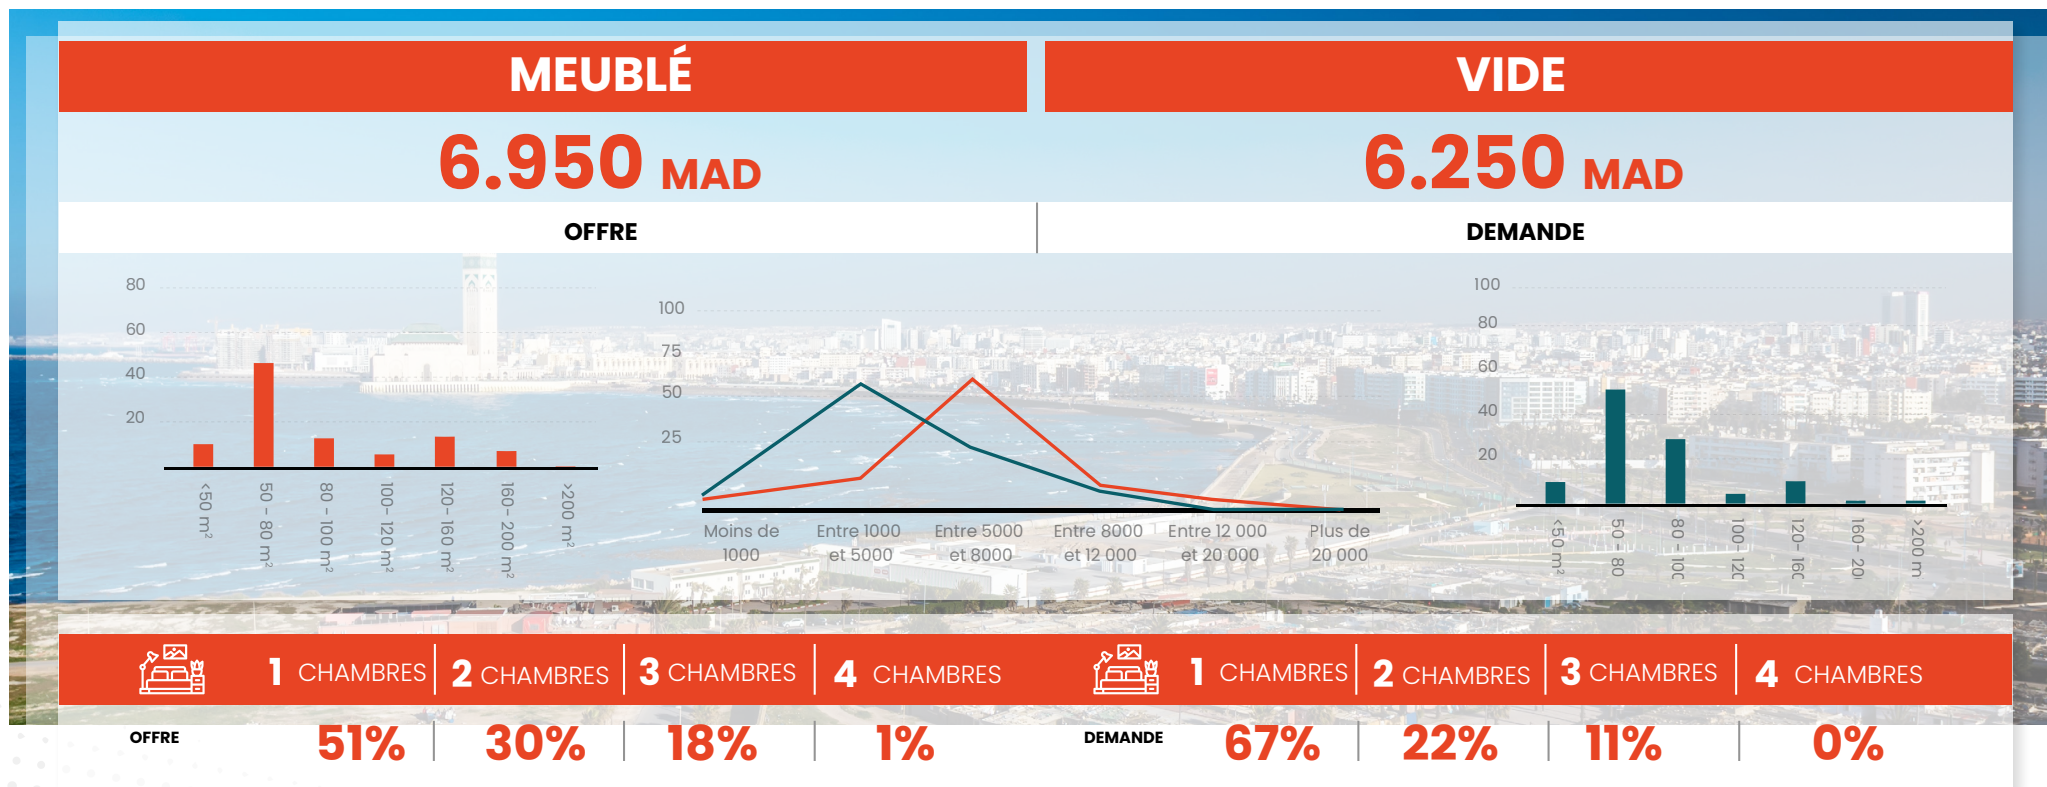 MEUBLÉ
VIDE
6.950 MAD
6.250 MAD
OFFRE
DEMANDE
80
60
40
20
<50 m²
50 - 80 m²
80 - 100 m²
100- 120 m²
120- 160 m²
160- 200 m²
>200 m²
100
75
50
25
Moins de
1000
Entre 1000
et 5000
Entre 5000
et 8000
Entre 8000
et 12 000
Entre 12 000
et 20 000
Plus de
20 000
100
80
60
40
20
<50 m²
50 - 80
80 - 100
100- 120
120- 160
160- 20
>200 m
1 CHAMBRES
2 CHAMBRES
3 CHAMBRES
4 CHAMBRES
1 CHAMBRES
2 CHAMBRES
3 CHAMBRES
4 CHAMBRES
OFFRE
51%
30%
18%
1%
DEMANDE
67%
22%
11%
0%